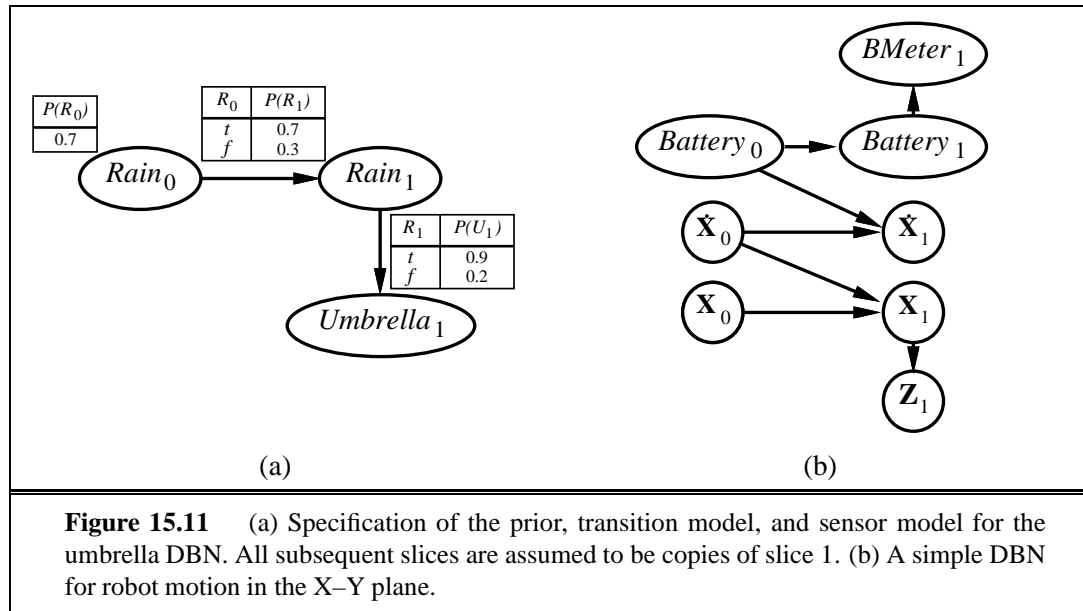 P(R0)
0.7
R0 P(R1)
t 0.7
f 0.3
Rain0
Rain1
R1 P(U1)
t 0.9
f 0.2
Umbrella1
(a)
BMeter1
Battery0
Battery1
Ẋ0
Ẋ1
X0
X1
Z1
(b)
Figure 15.11 (a) Specification of the prior, transition model, and sensor model for the
umbrella DBN. All subsequent slices are assumed to be copies of slice 1. (b) A simple DBN
for robot motion in the X–Y plane.